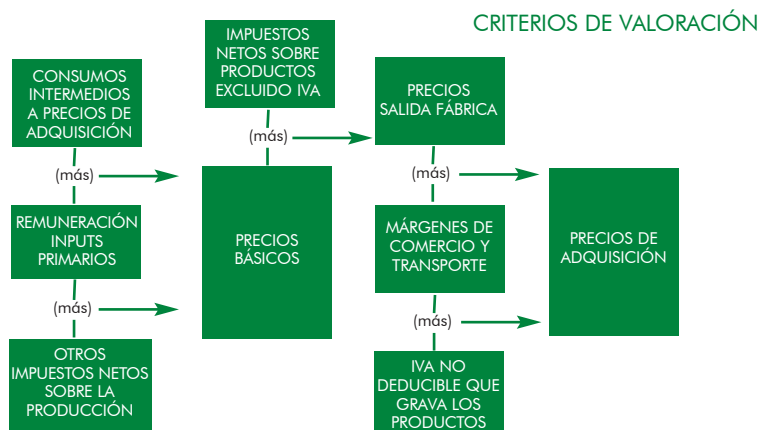 CRITERIOS DE VALORACIÓN
CONSUMOS
INTERMEDIOS
A PRECIOS DE
ADQUISICIÓN
(más)
REMUNERACIÓN
INPUTS
PRIMARIOS
(más)
OTROS
IMPUESTOS NETOS
SOBRE LA
PRODUCCIÓN
IMPUESTOS
NETOS SOBRE
PRODUCTOS
EXCLUIDO IVA
(más)
PRECIOS
BÁSICOS
PRECIOS
SALIDA FÁBRICA
(más)
MÁRGENES DE
COMERCIO Y
TRANSPORTE
(más)
IVA NO
DEDUCIBLE QUE
GRAVA LOS
PRODUCTOS
PRECIOS DE
ADQUISICIÓN